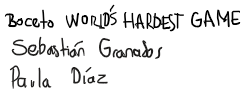 Boceto WORLD'S HARDEST GAME
Sebastián Granados
Paula Díaz